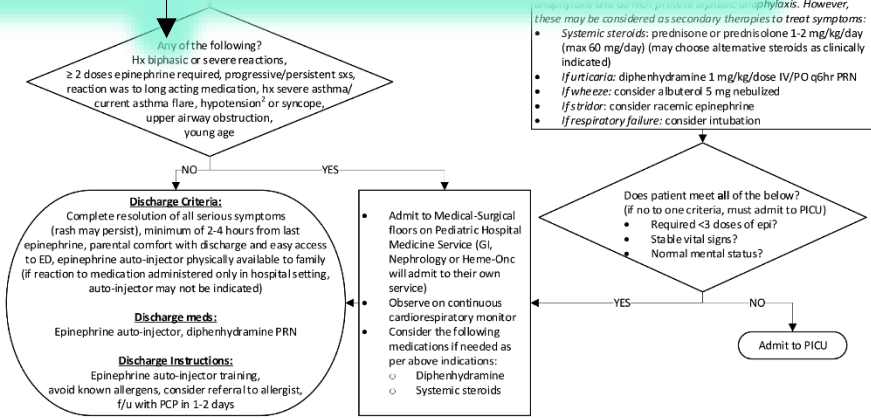 Any of the following?
Hx biphasic or severe reactions,
≥ 2 doses epinephrine required, progressive/persistent sxs,
reaction was to long acting medication, hx severe asthma/
current asthma flare, hypotension² or syncope,
upper airway obstruction,
young age
NO
YES
Discharge Criteria:
Complete resolution of all serious symptoms
(rash may persist), minimum of 2-4 hours from last
epinephrine, parental comfort with discharge and easy access
to ED, epinephrine auto-injector physically available to family
(if reaction to medication administered only in hospital setting,
auto-injector may not be indicated)
Discharge meds:
Epinephrine auto-injector, diphenhydramine PRN
Discharge Instructions:
Epinephrine auto-injector training,
avoid known allergens, consider referral to allergist,
f/u with PCP in 1-2 days
• Admit to Medical-Surgical
floors on Pediatric Hospital
Medicine Service (GI,
Nephrology or Heme-Onc
will admit to their own
service)
• Observe on continuous
cardiorespiratory monitor
• Consider the following
medications if needed as
per above indications:
○ Diphenhydramine
○ Systemic steroids
anaphylaxis. However,
these may be considered as secondary therapies to treat symptoms:
• Systemic steroids: prednisone or prednisolone 1-2 mg/kg/day
(max 60 mg/day) (may choose alternative steroids as clinically
indicated)
• If urticaria: diphenhydramine 1 mg/kg/dose IV/PO q6hr PRN
• If wheeze: consider albuterol 5 mg nebulized
• If stridor: consider racemic epinephrine
• If respiratory failure: consider intubation
Does patient meet all of the below?
(if no to one criteria, must admit to PICU)
• Required <3 doses of epi?
• Stable vital signs?
• Normal mental status?
YES
NO
Admit to PICU